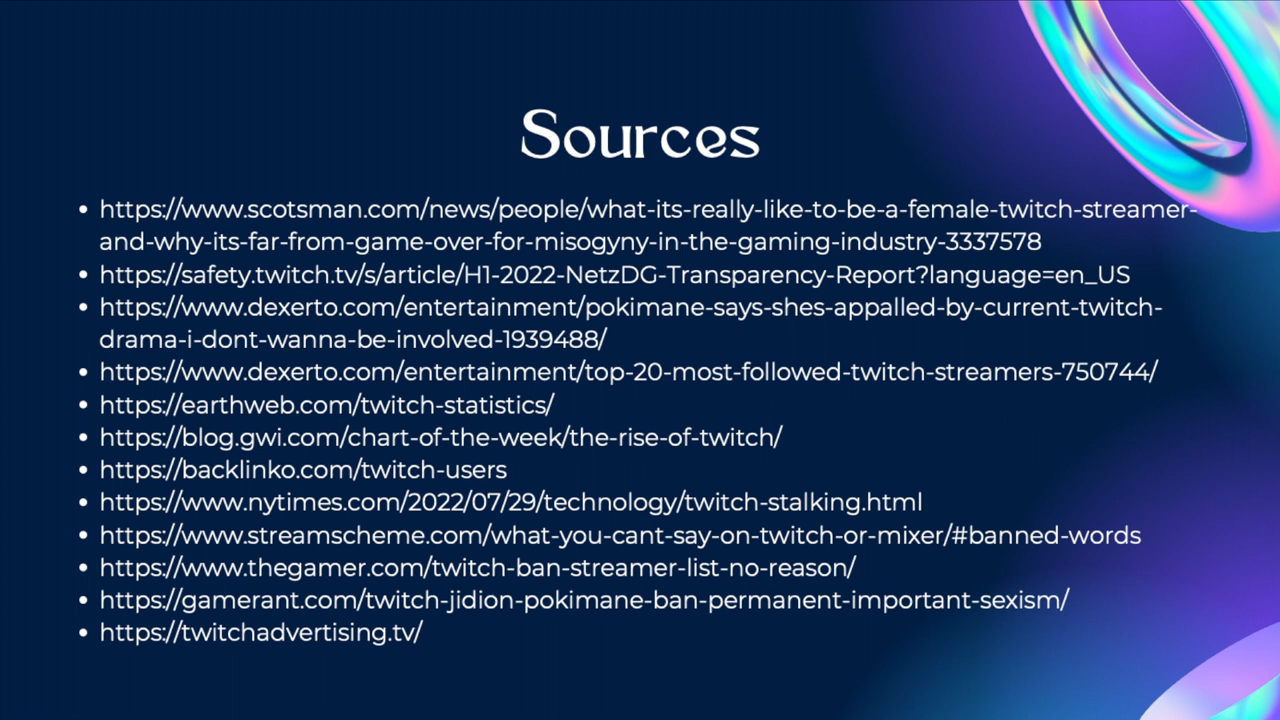 Sources
• https://www.scotsman.com/news/people/what-its-really-like-to-be-a-female-twitch-streamer-
and-why-its-far-from-game-over-for-misogyny-in-the-gaming-industry-3337578
• https://safety.twitch.tv/s/article/H1-2022-NetzDG-Transparency-Report?language=en_US
• https://www.dexerto.com/entertainment/pokimane-says-shes-appalled-by-current-twitch-
drama-i-dont-wanna-be-involved-1939488/
• https://www.dexerto.com/entertainment/top-20-most-followed-twitch-streamers-750744/
• https://earthweb.com/twitch-statistics/
• https://blog.gwi.com/chart-of-the-week/the-rise-of-twitch/
• https://backlinko.com/twitch-users
• https://www.nytimes.com/2022/07/29/technology/twitch-stalking.html
• https://www.streamscheme.com/what-you-cant-say-on-twitch-or-mixer/#banned-words
• https://www.thegamer.com/twitch-ban-streamer-list-no-reason/
• https://gamerant.com/twitch-jidion-pokimane-ban-permanent-important-sexism/
• https://twitchadvertising.tv/